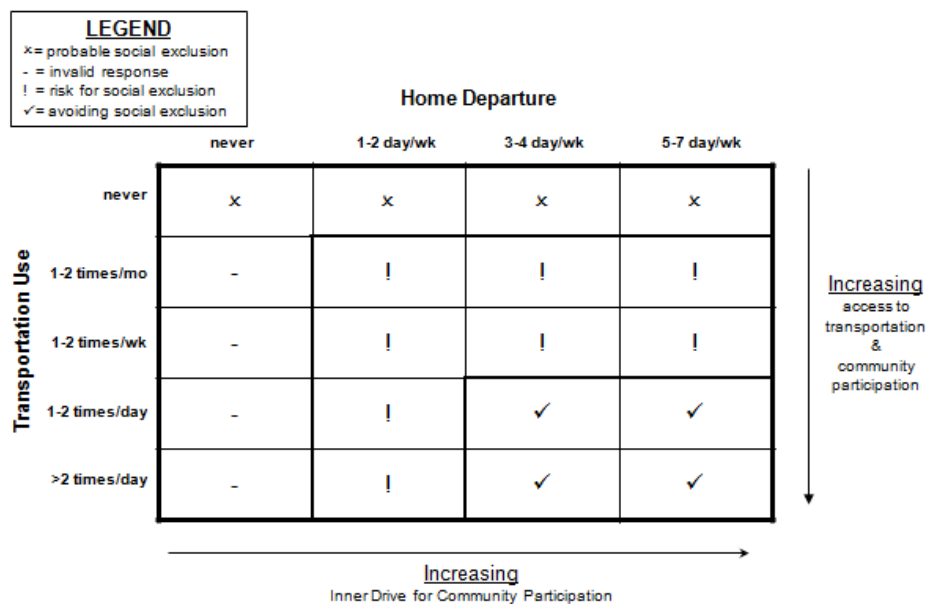 LEGEND
x= probable social exclusion
- = invalid response
! = risk for social exclusion
✓= avoiding social exclusion
Home Departure
never 1-2 day/wk 3-4 day/wk 5-7 day/wk
never x x x x
1-2 times/mo - ! ! !
1-2 times/wk - ! ! !
1-2 times/day - ! ✓ ✓
>2 times/day - ! ✓ ✓
Transportation Use
Increasing
access to
transportation
&
community
participation
Increasing
Inner Drive for Community Participation